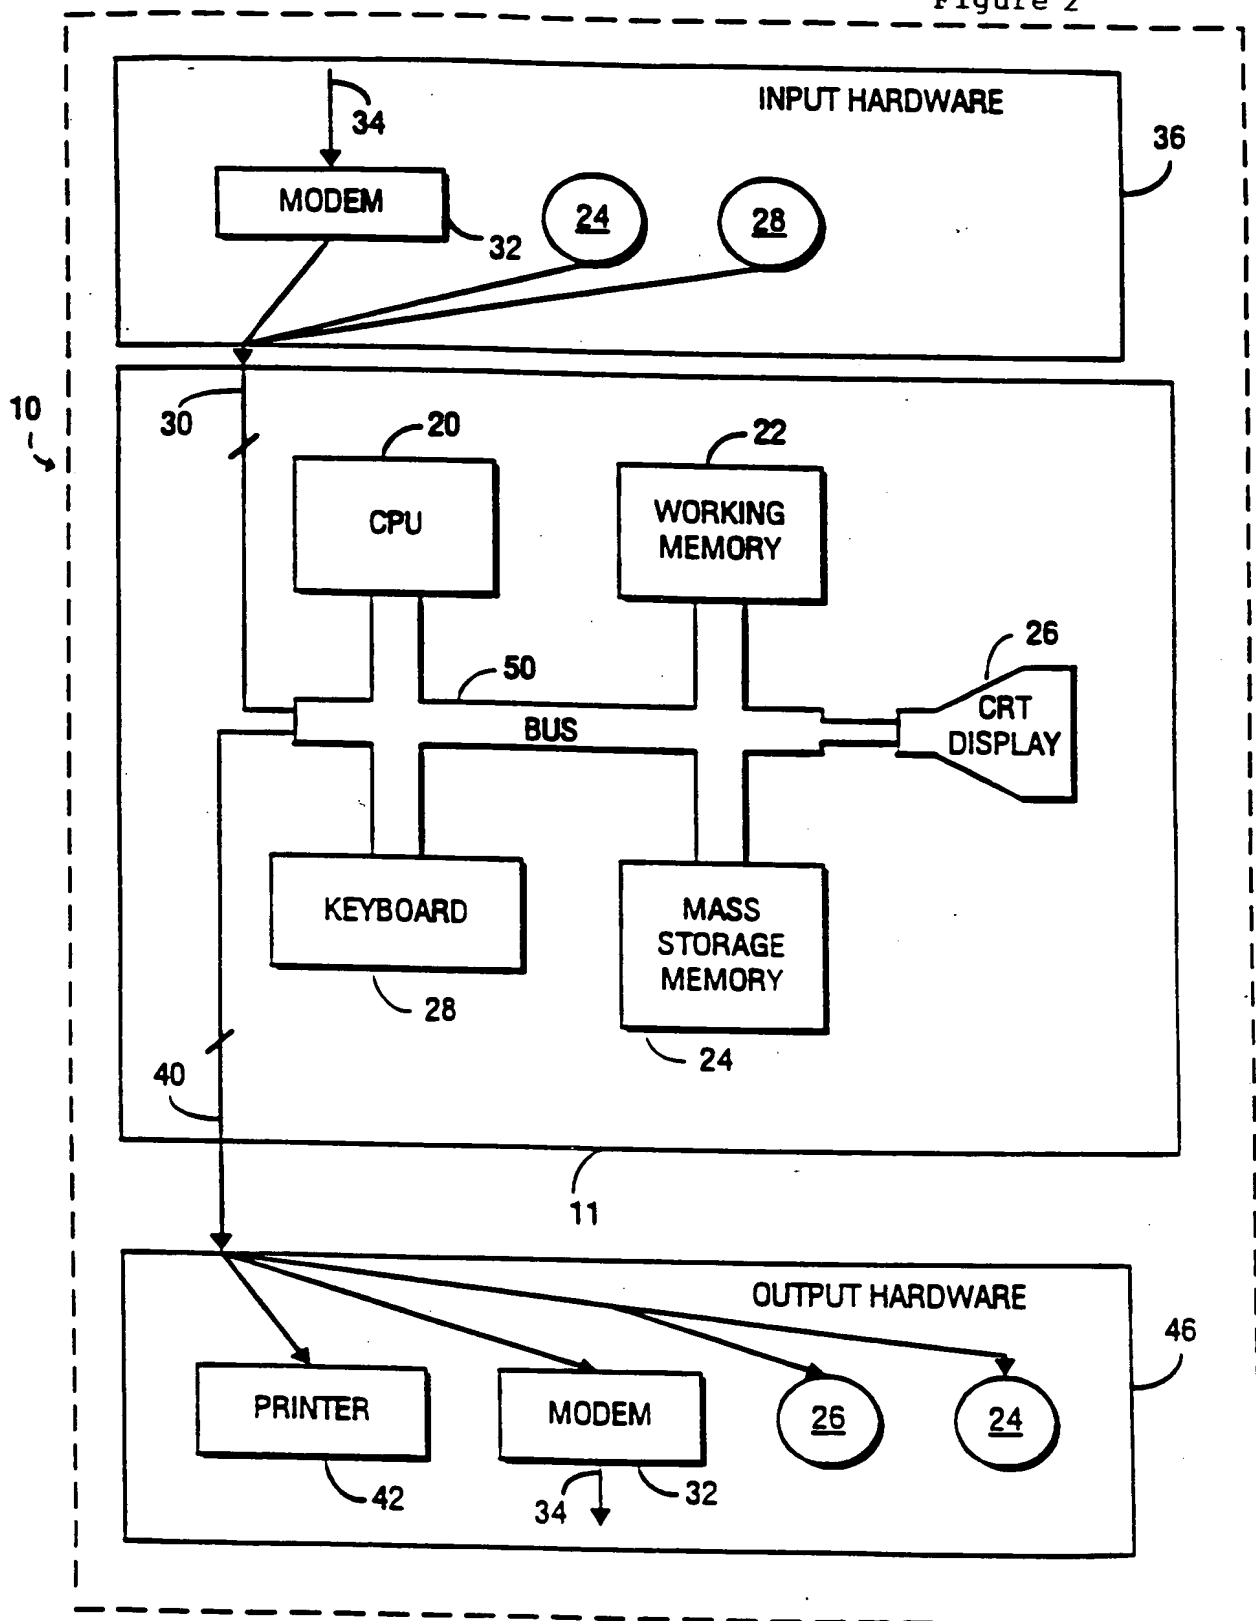 Figure 2
INPUT HARDWARE
34
36
MODEM
24
28
32
10
30
20
22
CPU
WORKING
MEMORY
26
50
CRT
DISPLAY
BUS
KEYBOARD
MASS
STORAGE
MEMORY
28
24
40
11
OUTPUT HARDWARE
46
PRINTER
MODEM
26
24
42
34
32